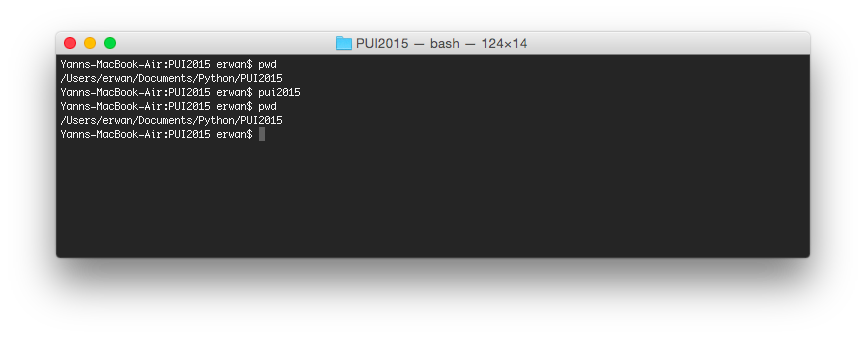 PUI2015 — bash — 124×14
Yanns-MacBook-Air:PUI2015 erwan$ pwd
/Users/erwan/Documents/Python/PUI2015
Yanns-MacBook-Air:PUI2015 erwan$ pui2015
Yanns-MacBook-Air:PUI2015 erwan$ pwd
/Users/erwan/Documents/Python/PUI2015
Yanns-MacBook-Air:PUI2015 erwan$